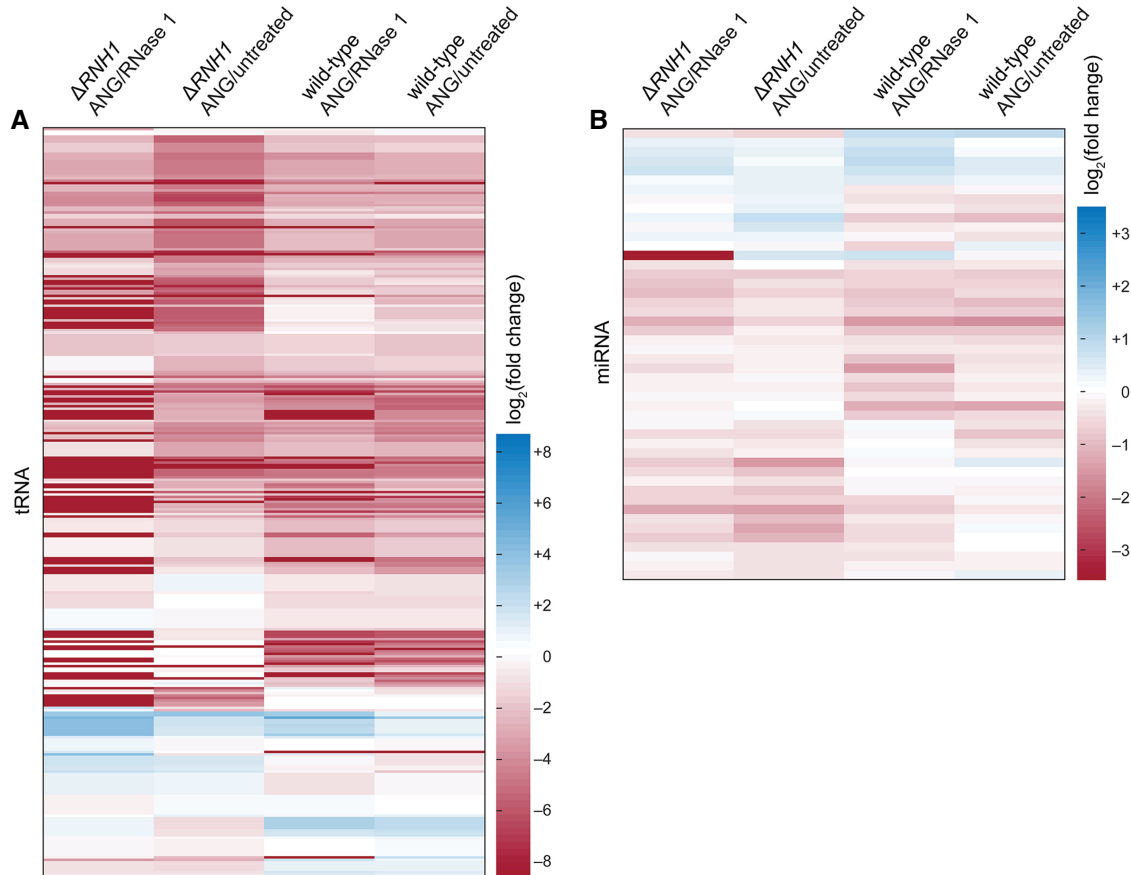 A
ΔRNH1
ANG/RNase 1
ΔRNH1
ANG/untreated
wild-type
ANG/RNase 1
wild-type
ANG/untreated
tRNA
log2(fold change)
+8
+6
+4
+2
0
–2
–4
–6
–8
B
ΔRNH1
ANG/RNase 1
ΔRNH1
ANG/untreated
wild-type
ANG/RNase 1
wild-type
ANG/untreated
miRNA
log2(fold hange)
+3
+2
+1
0
–1
–2
–3